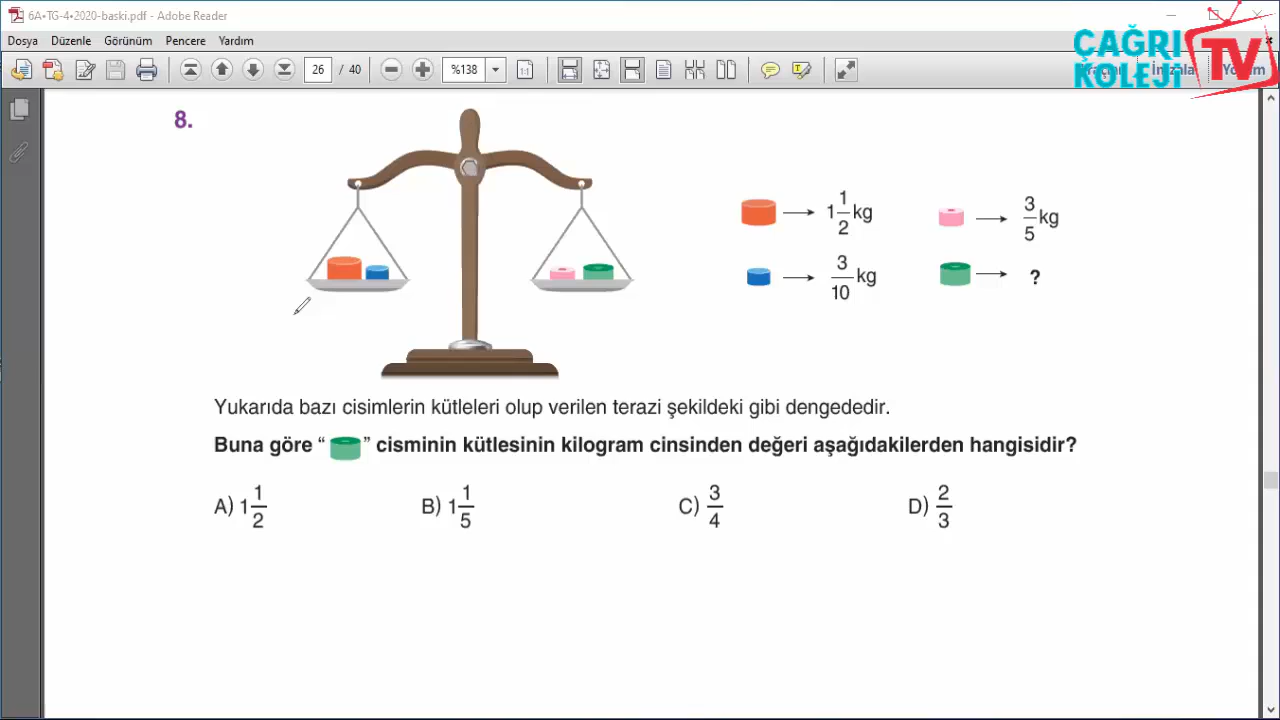 6A•TG-4•2020-baski.pdf - Adobe Reader
Dosya Düzenle Görünüm Pencere Yardım
26 / 40 %138
ÇAĞRI
KOLEJİ TV
8.
1 1/2 kg
3/5 kg
3/10 kg
?
Yukarıda bazı cisimlerin kütleleri olup verilen terazi şekildeki gibi dengededir.
Buna göre “ ” cisminin kütlesinin kilogram cinsinden değeri aşağıdakilerden hangisidir?
A) 1 1/2 B) 1 1/5 C) 3/4 D) 2/3